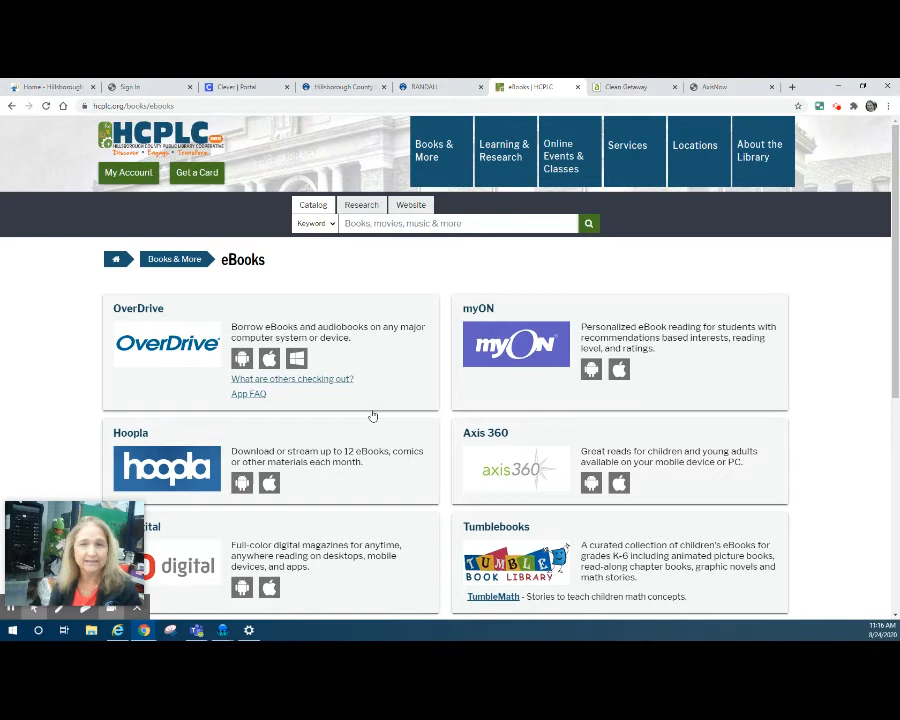 Home - Hillsborough
Sign In
Clever | Portal
Hillsborough County
RANDALL
eBooks | HCPLC
Clean Getaway
AxisNow
hcplc.org/books/ebooks
HCPLC.ORG
HILLSBOROUGH COUNTY PUBLIC LIBRARY COOPERATIVE
Discover · Engage · Transform
My Account
Get a Card
Books & More
Learning & Research
Online Events & Classes
Services
Locations
About the Library
Catalog
Research
Website
Keyword
Books, movies, music & more
Books & More
eBooks
OverDrive
OverDrive
Borrow eBooks and audiobooks on any major
computer system or device.
What are others checking out?
App FAQ
myON
myON
Personalized eBook reading for students with
recommendations based interests, reading
level, and ratings.
Hoopla
hoopla
Download or stream up to 12 eBooks, comics
or other materials each month.
Axis 360
axis360
Great reads for children and young adults
available on your mobile device or PC.
ital
digital
Full-color digital magazines for anytime,
anywhere reading on desktops, mobile
devices, and apps.
Tumblebooks
TUMBLE
BOOK LIBRARY
A curated collection of children's eBooks for
grades K-6 including animated picture books,
read-along chapter books, graphic novels and
math stories.
TumbleMath - Stories to teach children math concepts.
11:16 AM
8/24/2020